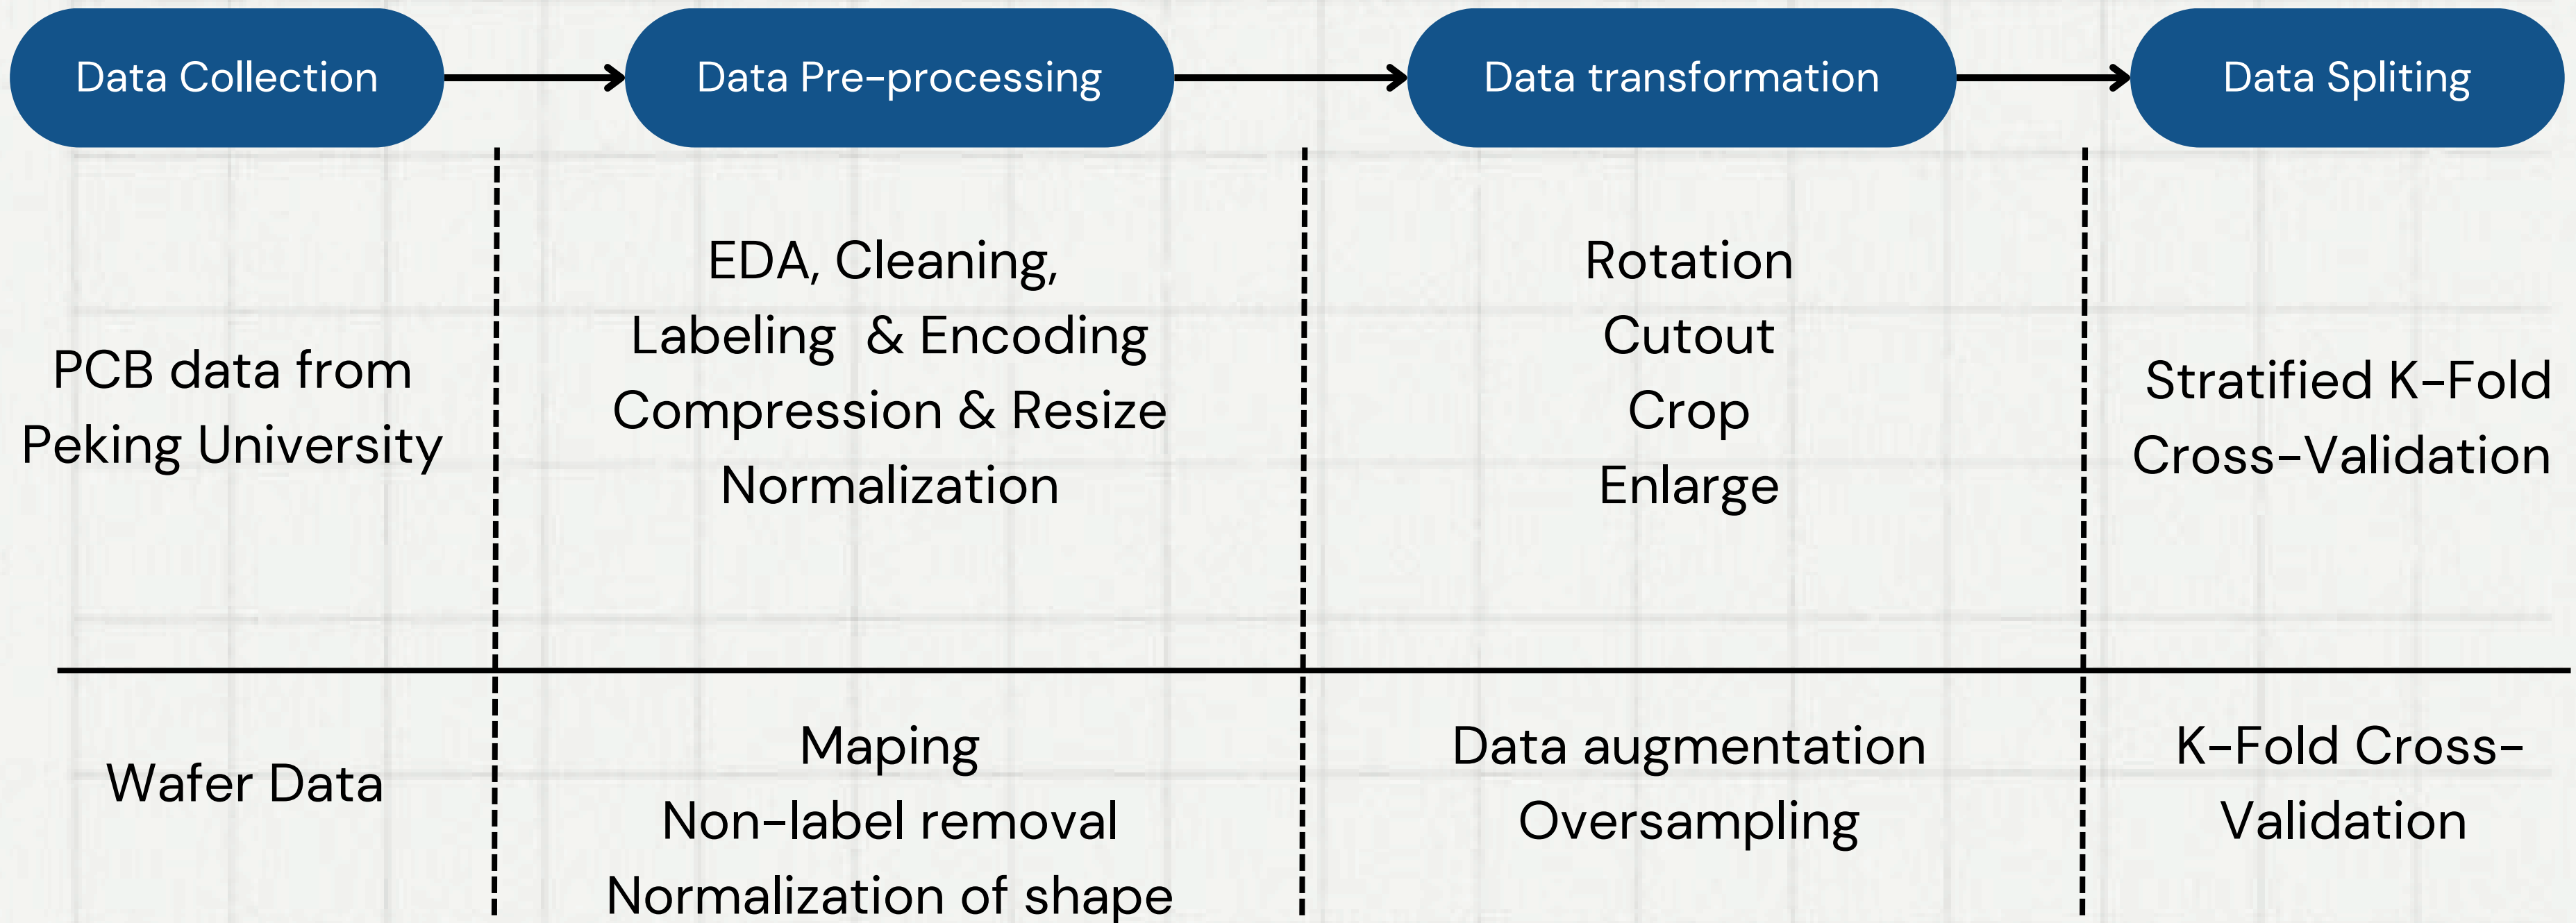 Data Collection
Data Pre-processing
Data transformation
Data Spliting
PCB data from
Peking University
EDA, Cleaning,
Labeling & Encoding
Compression & Resize
Normalization
Rotation
Cutout
Crop
Enlarge
Stratified K-Fold
Cross-Validation
Wafer Data
Maping
Non-label removal
Normalization of shape
Data augmentation
Oversampling
K-Fold Cross-
Validation